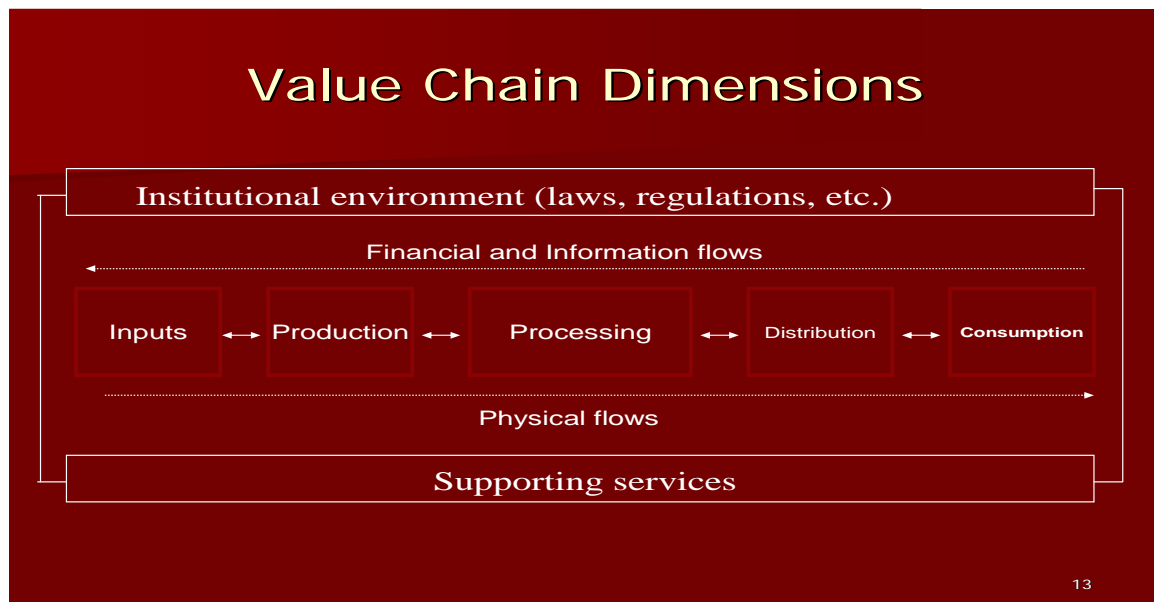 Value Chain Dimensions
Institutional environment (laws, regulations, etc.)
Financial and Information flows
Inputs
Production
Processing
Distribution
Consumption
Physical flows
Supporting services
13